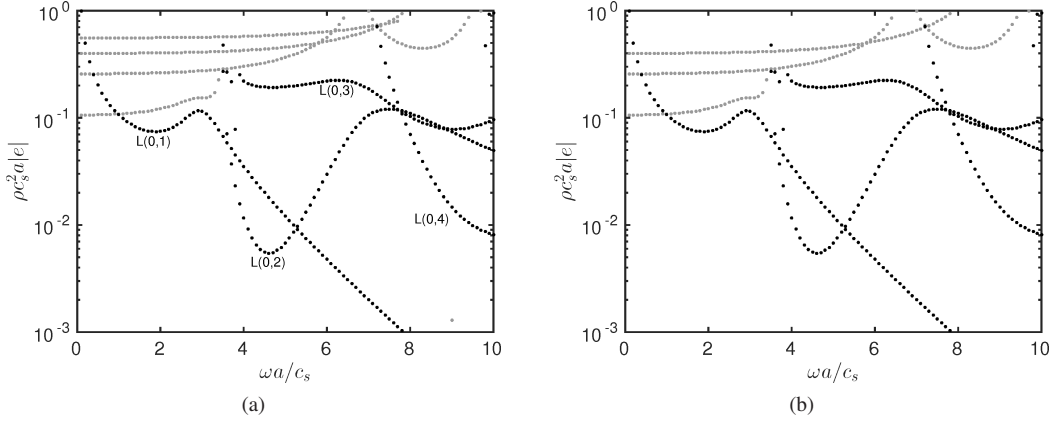 10^0
10^-1
10^-2
10^-3
ρc_s^2a|e|
L(0,1)
L(0,3)
L(0,4)
L(0,2)
0 2 4 6 8 10
ωa/c_s
(a)
10^0
10^-1
10^-2
10^-3
ρc_s^2a|e|
0 2 4 6 8 10
ωa/c_s
(b)